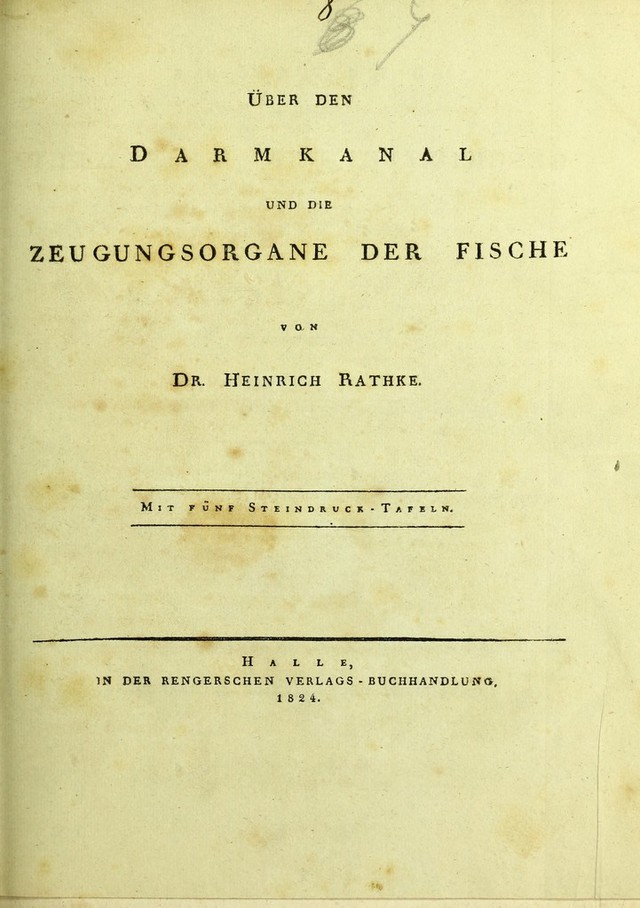 8
ÜBER DEN
DARMKANAL
UND DIE
ZEUGUNGSORGANE DER FISCHE
VON
DR. HEINRICH RATHKE.
MIT FÜNF STEINDRUCK-TAFELN.
HALLE,
IN DER RENGERSCHEN VERLAGS-BUCHHANDLUNG,
1824.